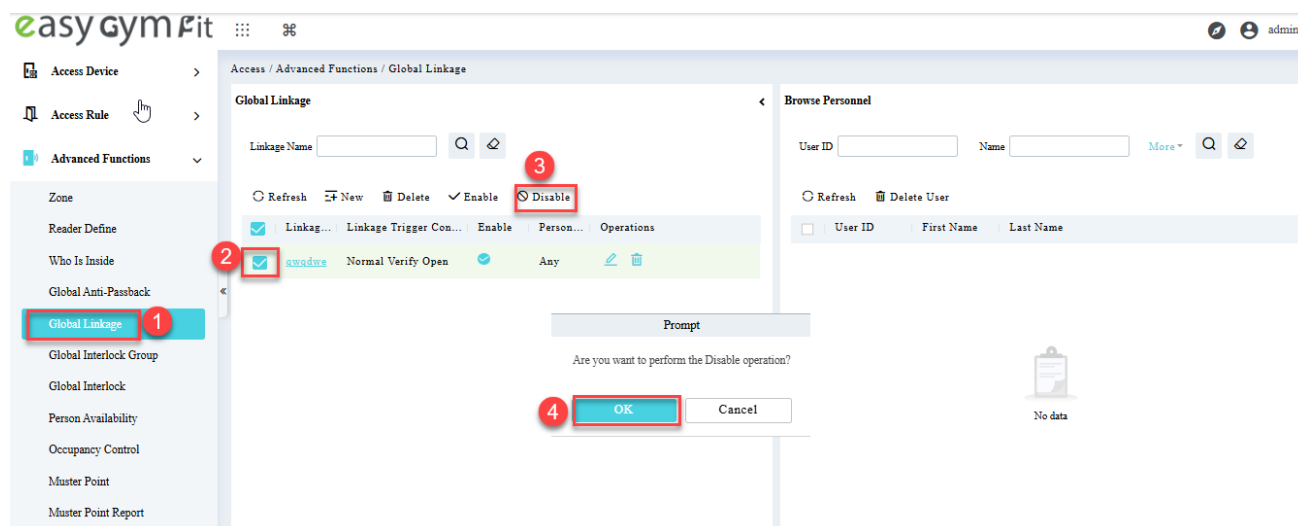 easy Gym Fit
admin
Access Device
Access Rule
Advanced Functions
Zone
Reader Define
Who Is Inside
Global Anti-Passback
Global Linkage 1
Global Interlock Group
Global Interlock
Person Availability
Occupancy Control
Muster Point
Muster Point Report
Access / Advanced Functions / Global Linkage
Global Linkage
Linkage Name
3
Refresh New Delete Enable Disable
Linkag... Linkage Trigger Con... Enable Person... Operations
2
qwqdwe Normal Verify Open Any
Prompt
Are you want to perform the Disable operation?
4 OK Cancel
Browse Personnel
User ID Name More
Refresh Delete User
User ID First Name Last Name
No data